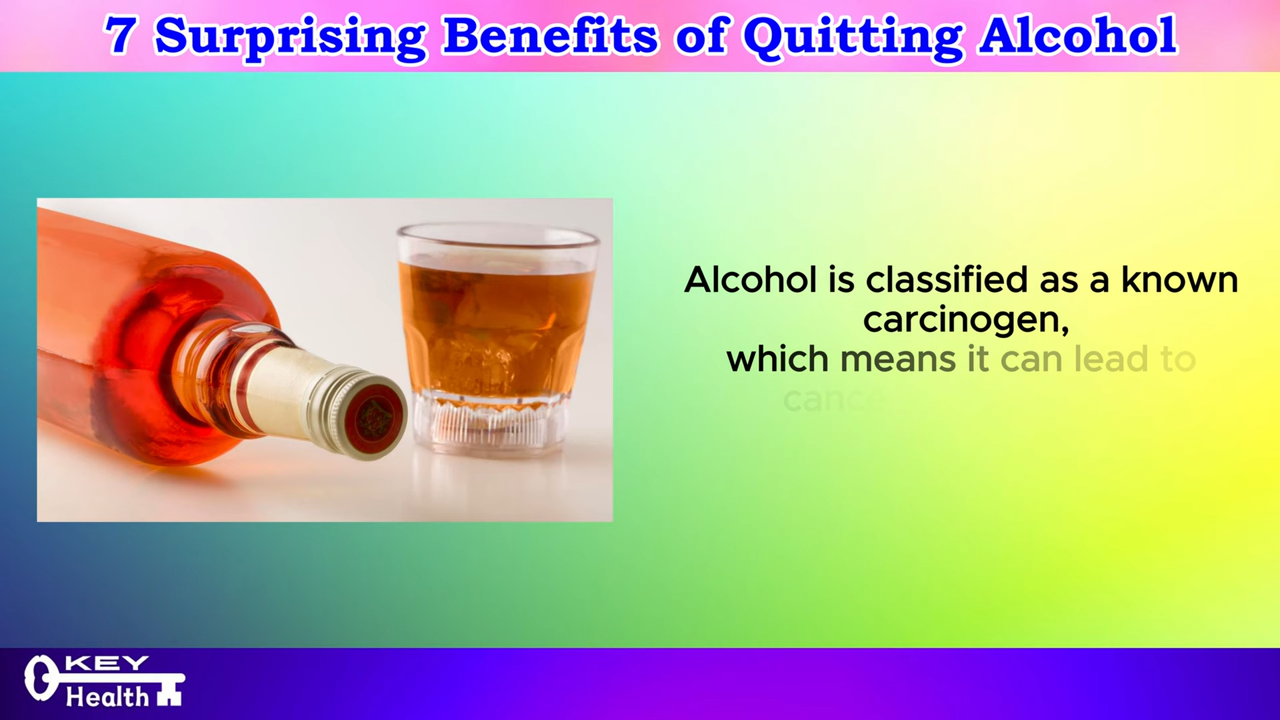 7 Surprising Benefits of Quitting Alcohol
Alcohol is classified as a known
carcinogen,
which means it can lead to
KEY
Health